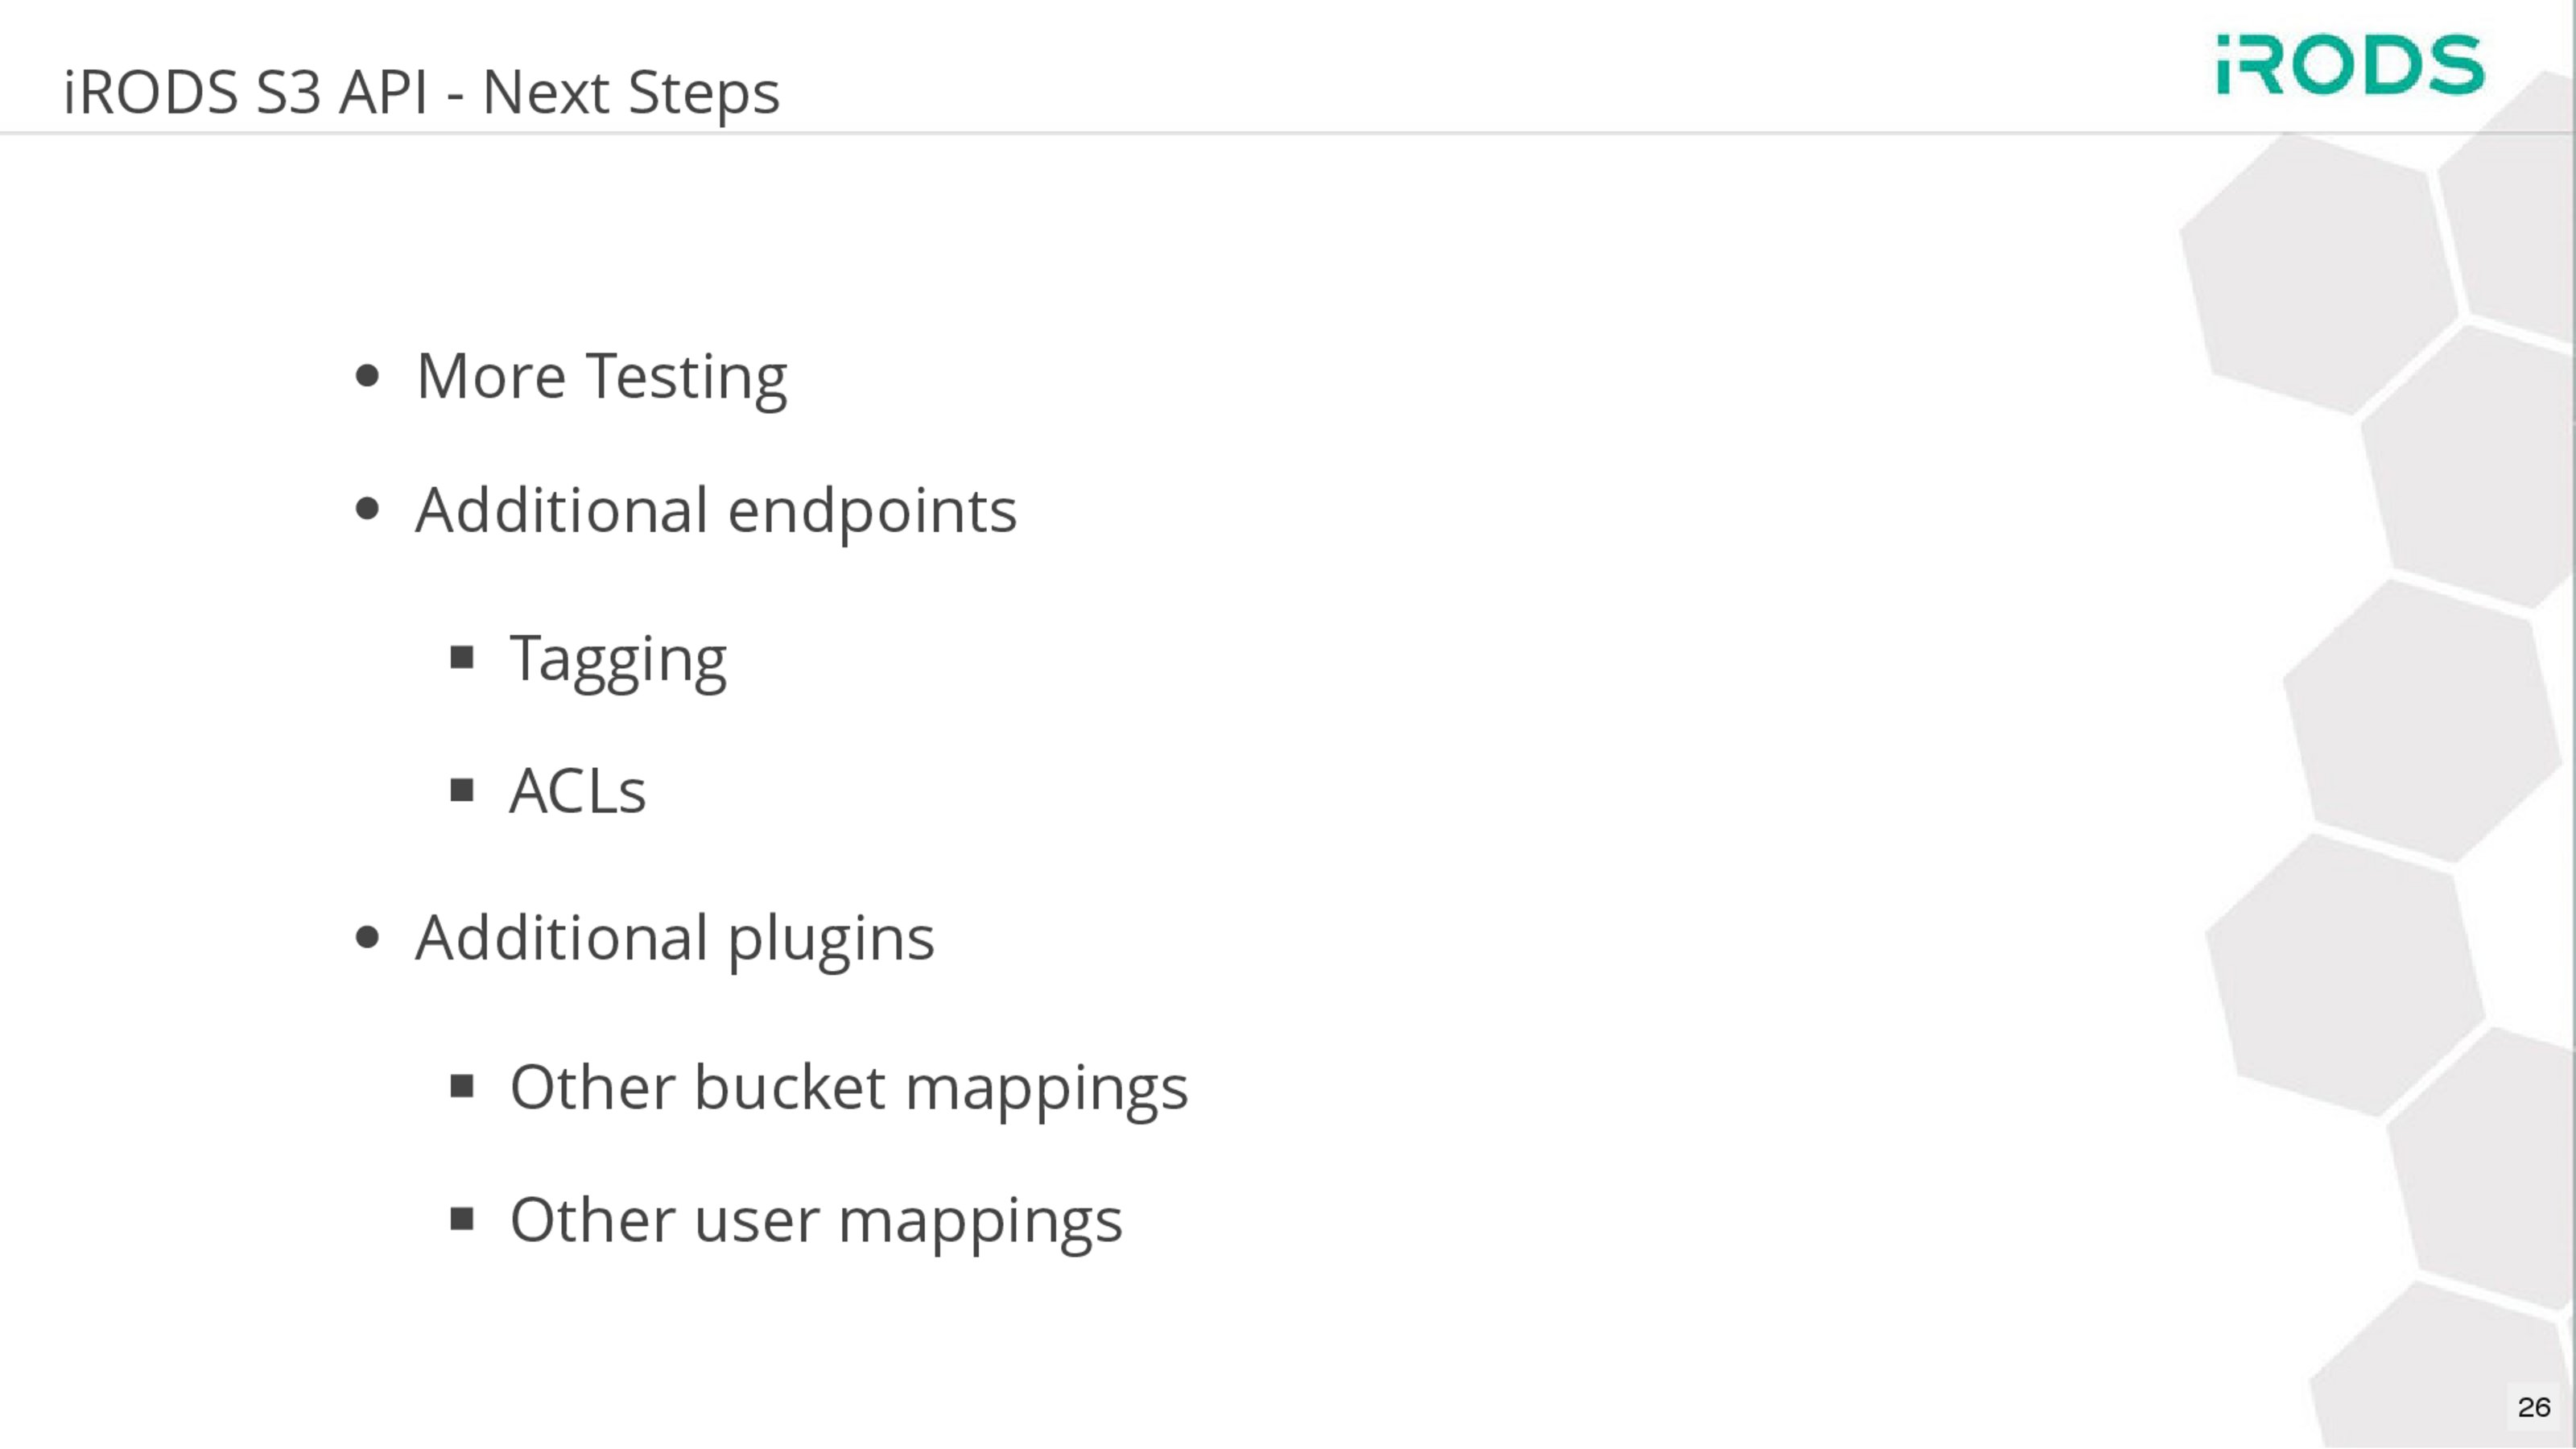 iRODS S3 API - Next Steps
iRODS
• More Testing
• Additional endpoints
▪ Tagging
▪ ACLs
• Additional plugins
▪ Other bucket mappings
▪ Other user mappings
26